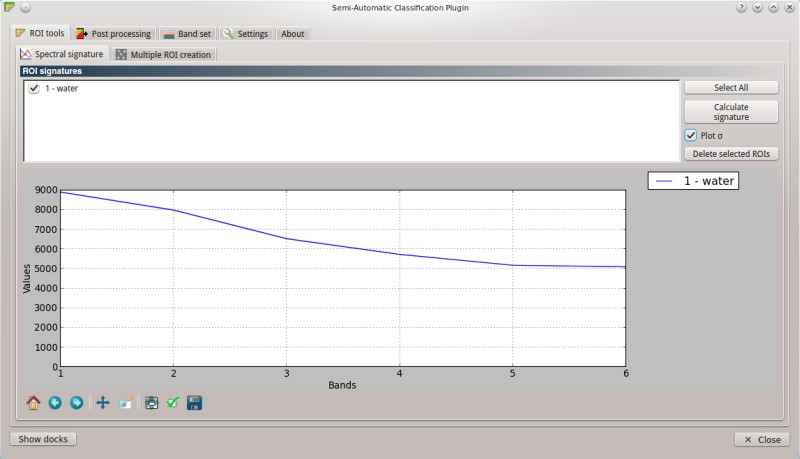 Semi-Automatic Classification Plugin
ROI tools
Post processing
Band set
Settings
About
Spectral signature
Multiple ROI creation
ROI signatures
1 - water
Select All
Calculate
signature
Plot σ
Delete selected ROIs
1 - water
9000
8000
7000
6000
5000
4000
3000
2000
1000
0
Values
1 2 3 4 5 6
Bands
Show docks
Close